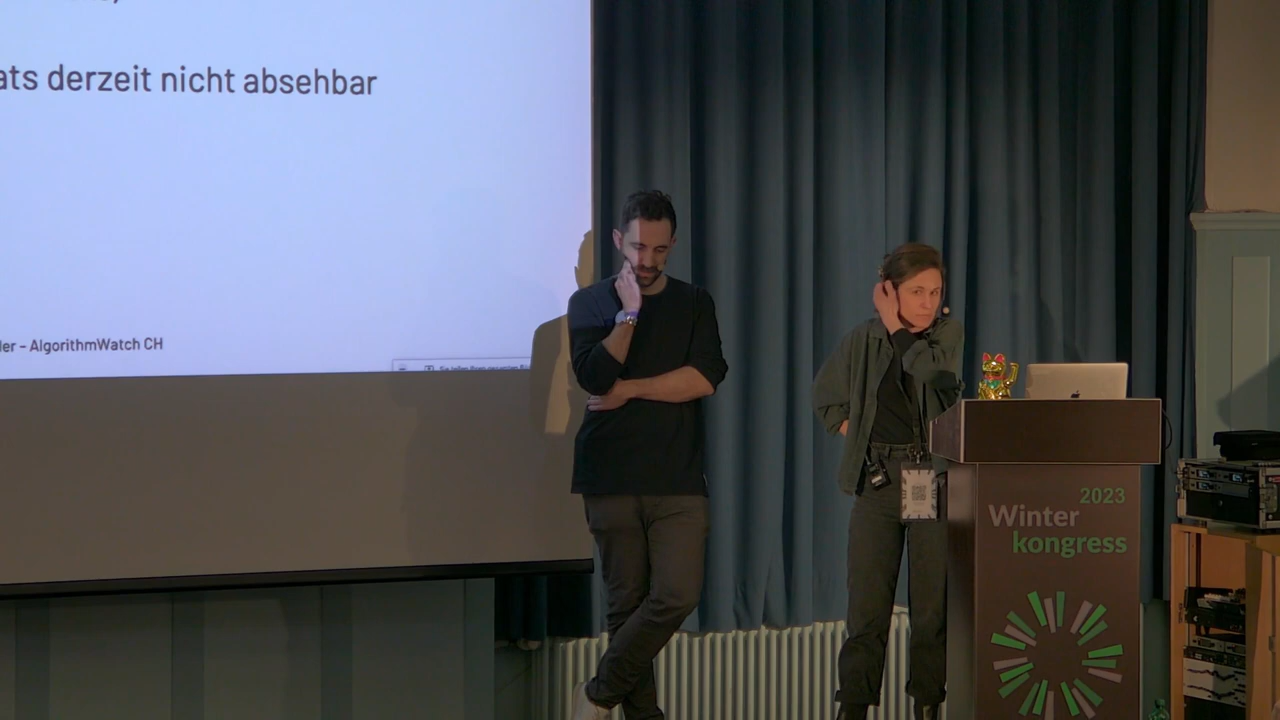 ats derzeit nicht absehbar
ler – AlgorithmWatch CH
2023
Winter
kongress